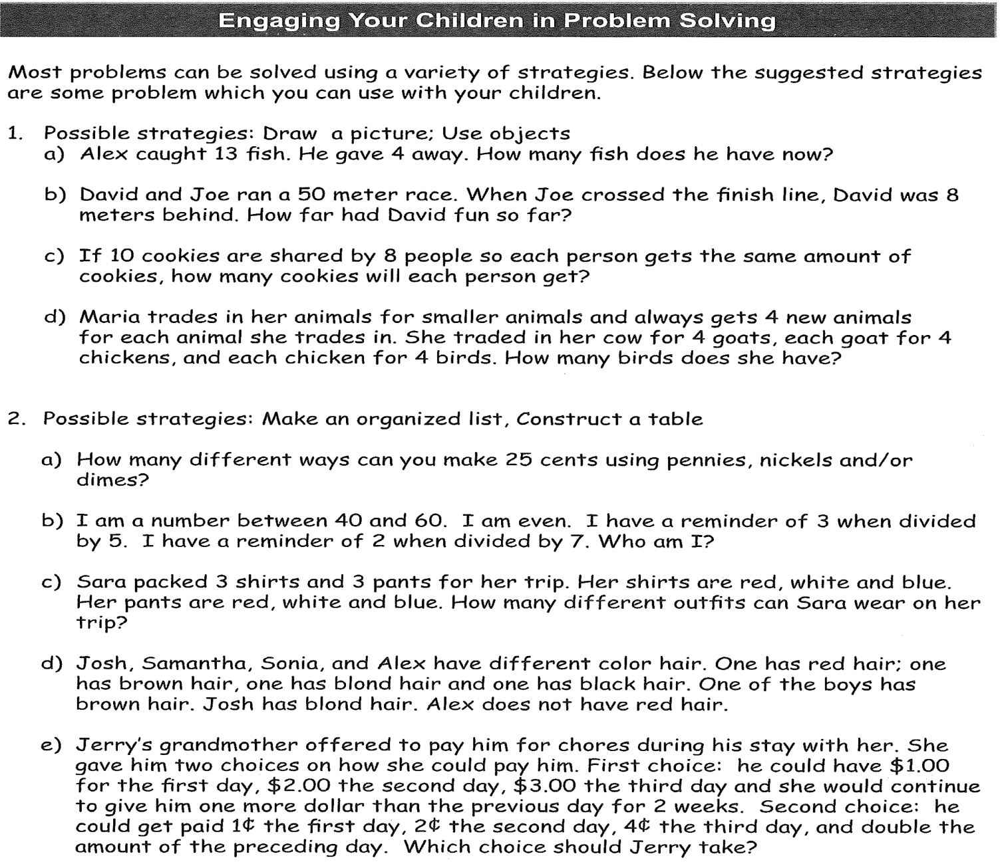 Engaging Your Children in Problem Solving
Most problems can be solved using a variety of strategies. Below the suggested strategies
are some problem which you can use with your children.
1. Possible strategies: Draw a picture; Use objects
a) Alex caught 13 fish. He gave 4 away. How many fish does he have now?
b) David and Joe ran a 50 meter race. When Joe crossed the finish line, David was 8
meters behind. How far had David fun so far?
c) If 10 cookies are shared by 8 people so each person gets the same amount of
cookies, how many cookies will each person get?
d) Maria trades in her animals for smaller animals and always gets 4 new animals
for each animal she trades in. She traded in her cow for 4 goats, each goat for 4
chickens, and each chicken for 4 birds. How many birds does she have?
2. Possible strategies: Make an organized list, Construct a table
a) How many different ways can you make 25 cents using pennies, nickels and/or
dimes?
b) I am a number between 40 and 60. I am even. I have a reminder of 3 when divided
by 5. I have a reminder of 2 when divided by 7. Who am I?
c) Sara packed 3 shirts and 3 pants for her trip. Her shirts are red, white and blue.
Her pants are red, white and blue. How many different outfits can Sara wear on her
trip?
d) Josh, Samantha, Sonia, and Alex have different color hair. One has red hair; one
has brown hair, one has blond hair and one has black hair. One of the boys has
brown hair. Josh has blond hair. Alex does not have red hair.
e) Jerry's grandmother offered to pay him for chores during his stay with her. She
gave him two choices on how she could pay him. First choice: he could have $1.00
for the first day, $2.00 the second day, $3.00 the third day and she would continue
to give him one more dollar than the previous day for 2 weeks. Second choice: he
could get paid 1¢ the first day, 2¢ the second day, 4¢ the third day, and double the
amount of the preceding day. Which choice should Jerry take?